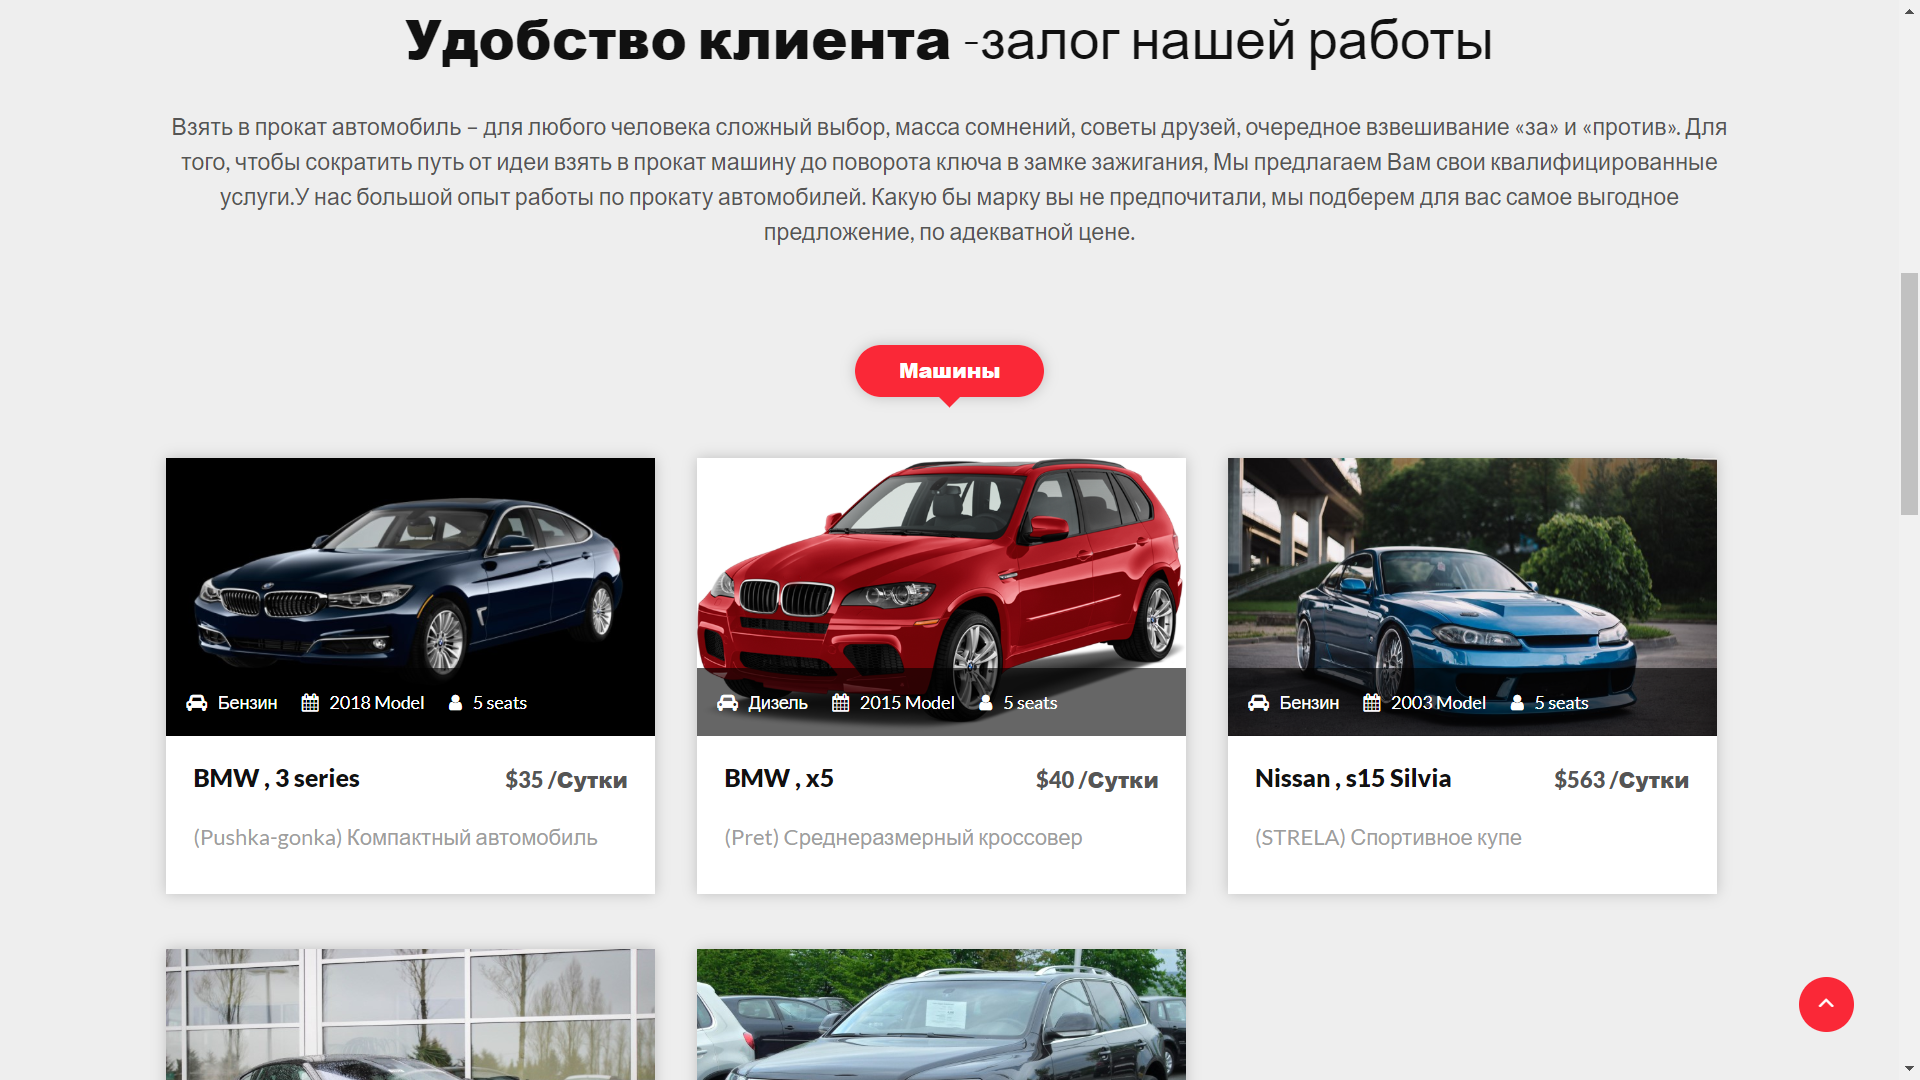 Удобство клиента -залог нашей работы
Взять в прокат автомобиль – для любого человека сложный выбор, масса сомнений, советы друзей, очередное взвешивание «за» и «против». Для
того, чтобы сократить путь от идеи взять в прокат машину до поворота ключа в замке зажигания, Мы предлагаем Вам свои квалифицированные
услуги.У нас большой опыт работы по прокату автомобилей. Какую бы марку вы не предпочитали, мы подберем для вас самое выгодное
предложение, по адекватной цене.
Машины
Бензин 2018 Model 5 seats
BMW , 3 series $35 /Сутки
(Pushka-gonka) Компактный автомобиль
Дизель 2015 Model 5 seats
BMW , x5 $40 /Сутки
(Pret) Среднеразмерный кроссовер
Бензин 2003 Model 5 seats
Nissan , s15 Silvia $563 /Сутки
(STRELA) Спортивное купе